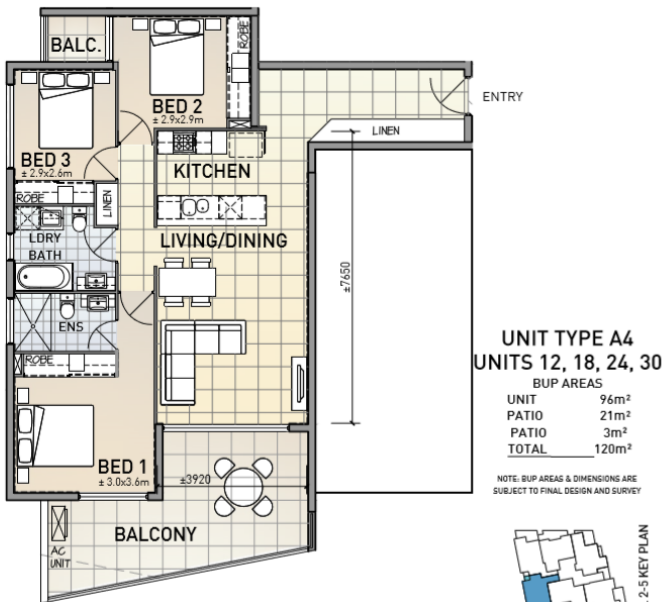 BALC.
ROBE
BED 2
± 2.9x2.9m
ENTRY
LINEN
BED 3
± 2.9x2.6m
KITCHEN
ROBE
LINEN
LDRY
BATH
LIVING/DINING
±7650
ENS
ROBE
BED 1
± 3.0x3.6m
±3920
BALCONY
AC
UNIT
UNIT TYPE A4
UNITS 12, 18, 24, 30
BUP AREAS
UNIT 96m²
PATIO 21m²
PATIO 3m²
TOTAL 120m²
NOTE: BUP AREAS & DIMENSIONS ARE
SUBJECT TO FINAL DESIGN AND SURVEY
2-5 KEY PLAN